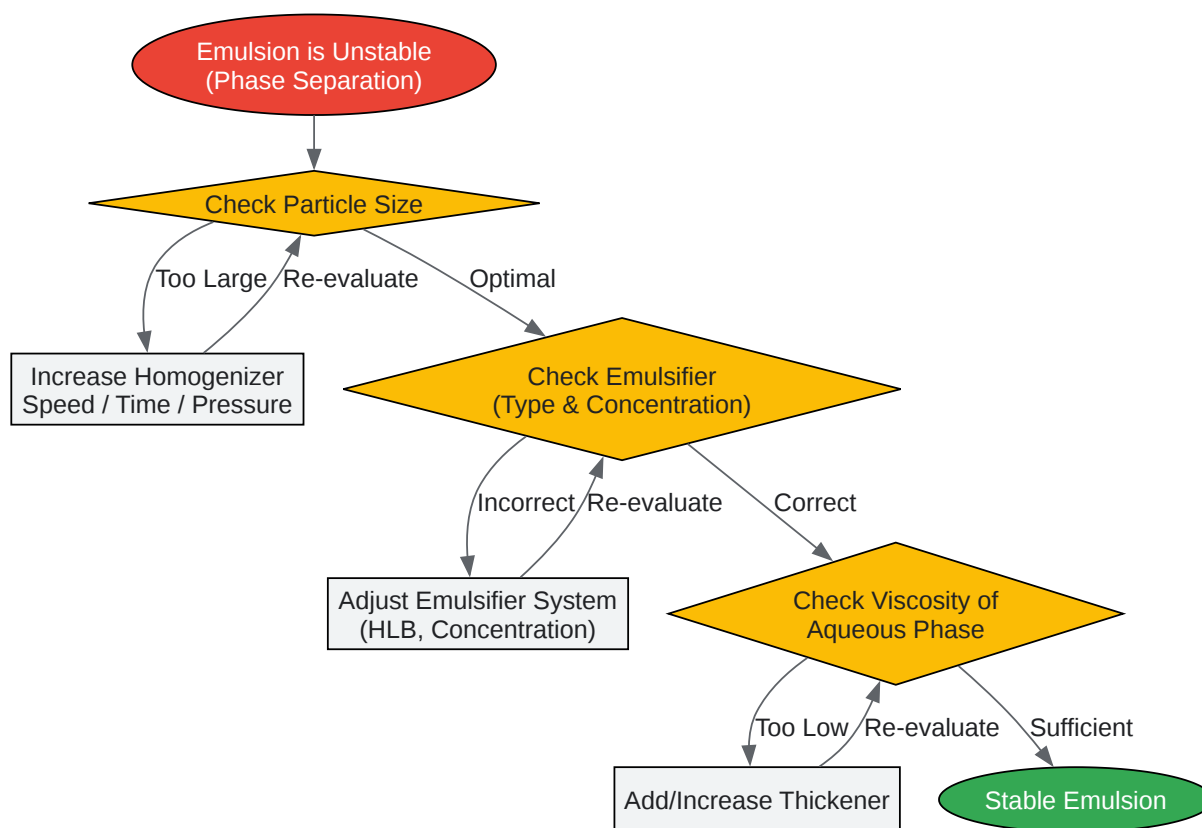 Emulsion is Unstable
(Phase Separation)
Check Particle Size
Too Large
Re-evaluate
Optimal
Increase Homogenizer
Speed / Time / Pressure
Check Emulsifier
(Type & Concentration)
Incorrect
Re-evaluate
Correct
Adjust Emulsifier System
(HLB, Concentration)
Check Viscosity of
Aqueous Phase
Too Low
Re-evaluate
Sufficient
Add/Increase Thickener
Stable Emulsion